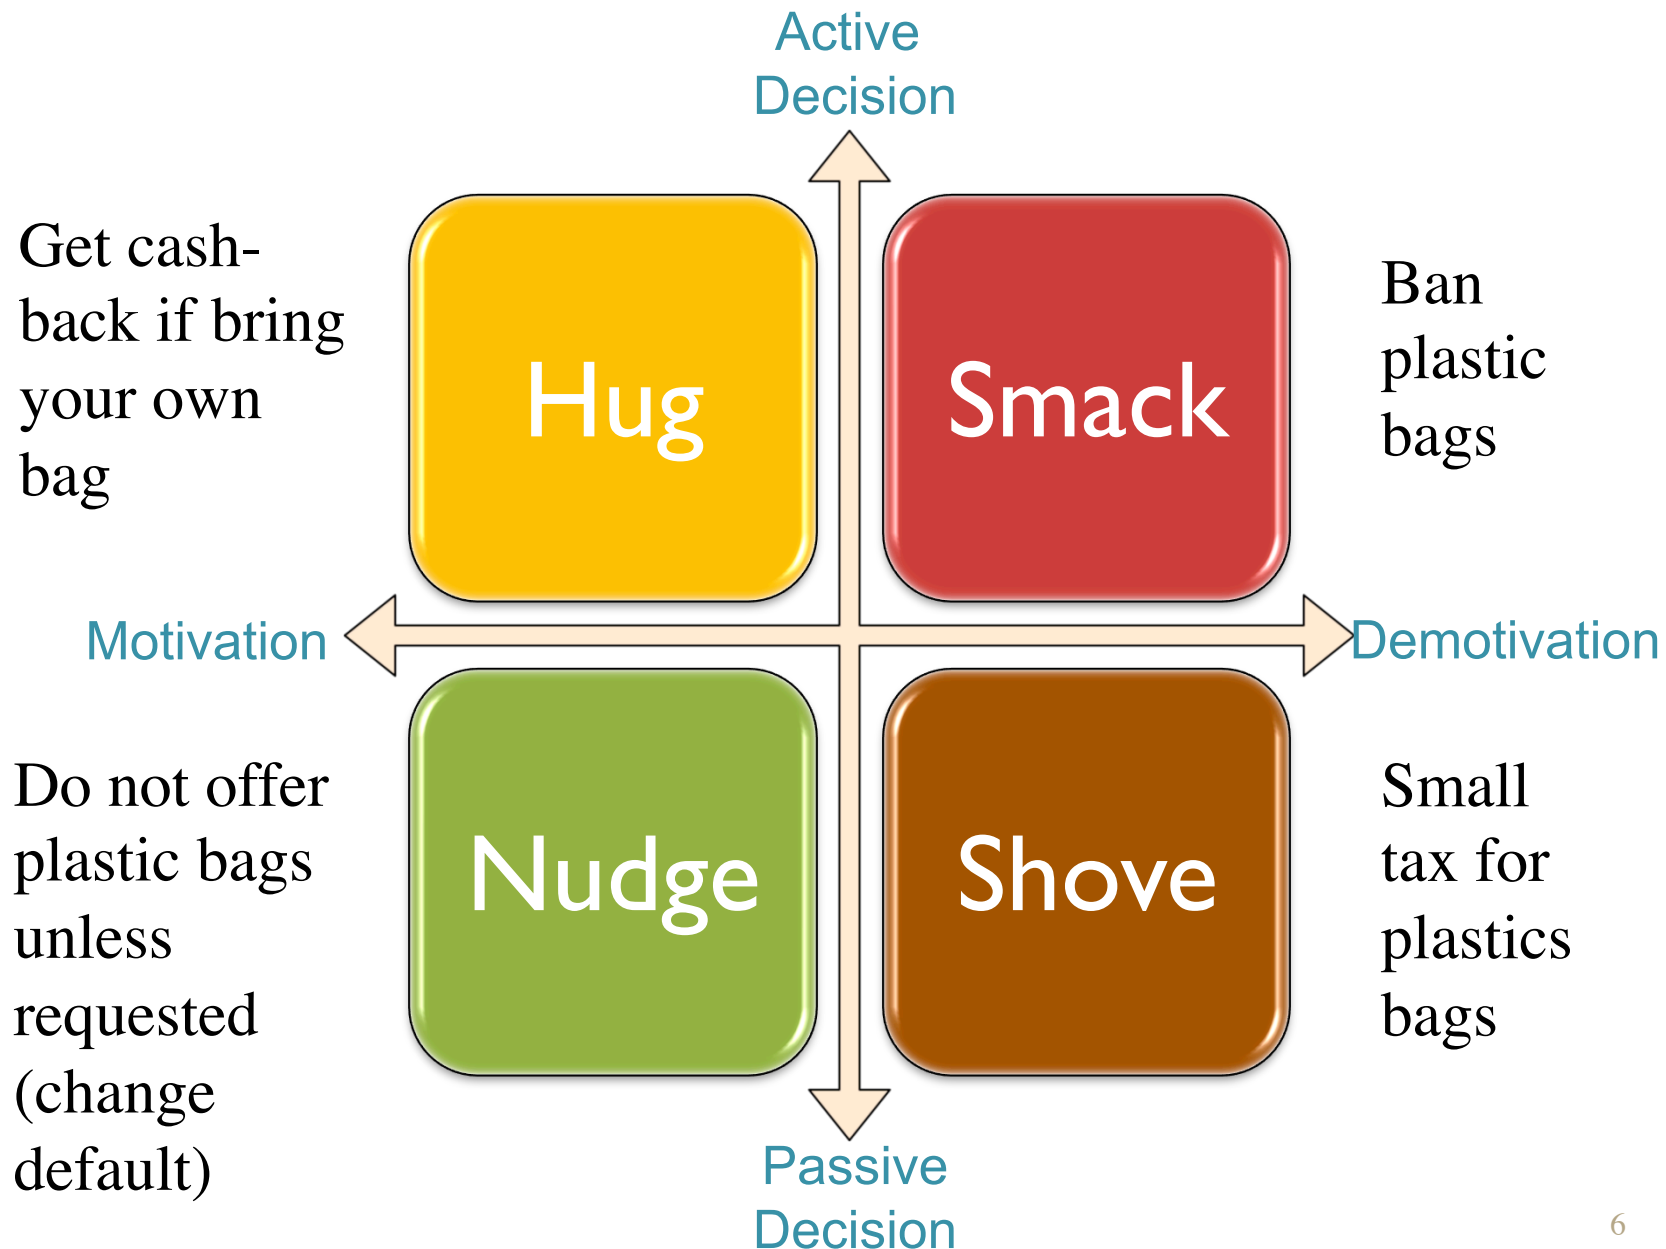 Active
Decision
Get cash-
back if bring
your own
bag
Hug
Smack
Ban
plastic
bags
Motivation
Demotivation
Do not offer
plastic bags
unless
requested
(change
default)
Nudge
Shove
Small
tax for
plastics
bags
Passive
Decision
6